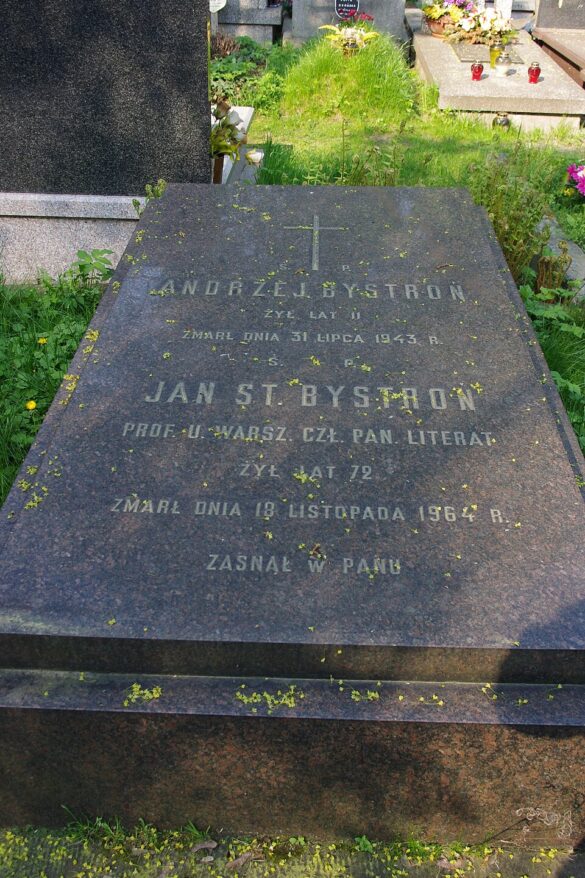 Ś. P.
ANDRZEJ BYSTROŃ
ŻYŁ LAT 11
ZMARŁ DNIA 31 LIPCA 1943 R.
Ś. P.
JAN ST. BYSTROŃ
PROF. U. WARSZ. CZŁ. PAN. LITERAT
ŻYŁ LAT 72
ZMARŁ DNIA 18 LISTOPADA 1964 R.
ZASNĄŁ W PANU